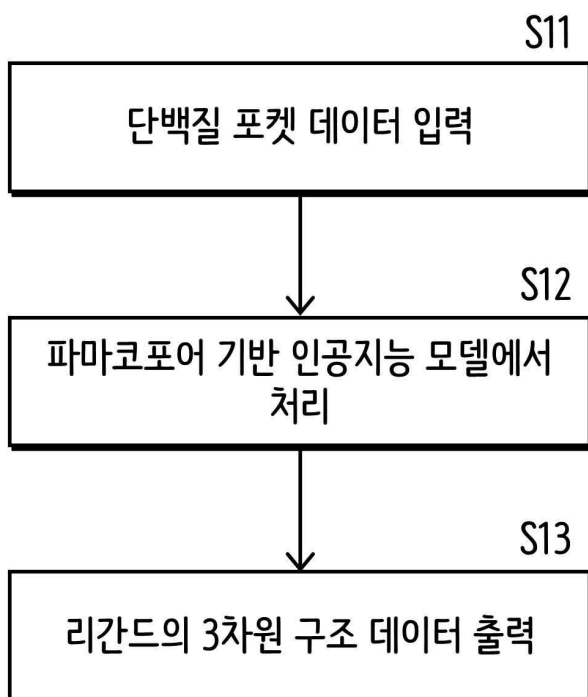 S11
단백질 포켓 데이터 입력
S12
파마코포어 기반 인공지능 모델에서
처리
S13
리간드의 3차원 구조 데이터 출력